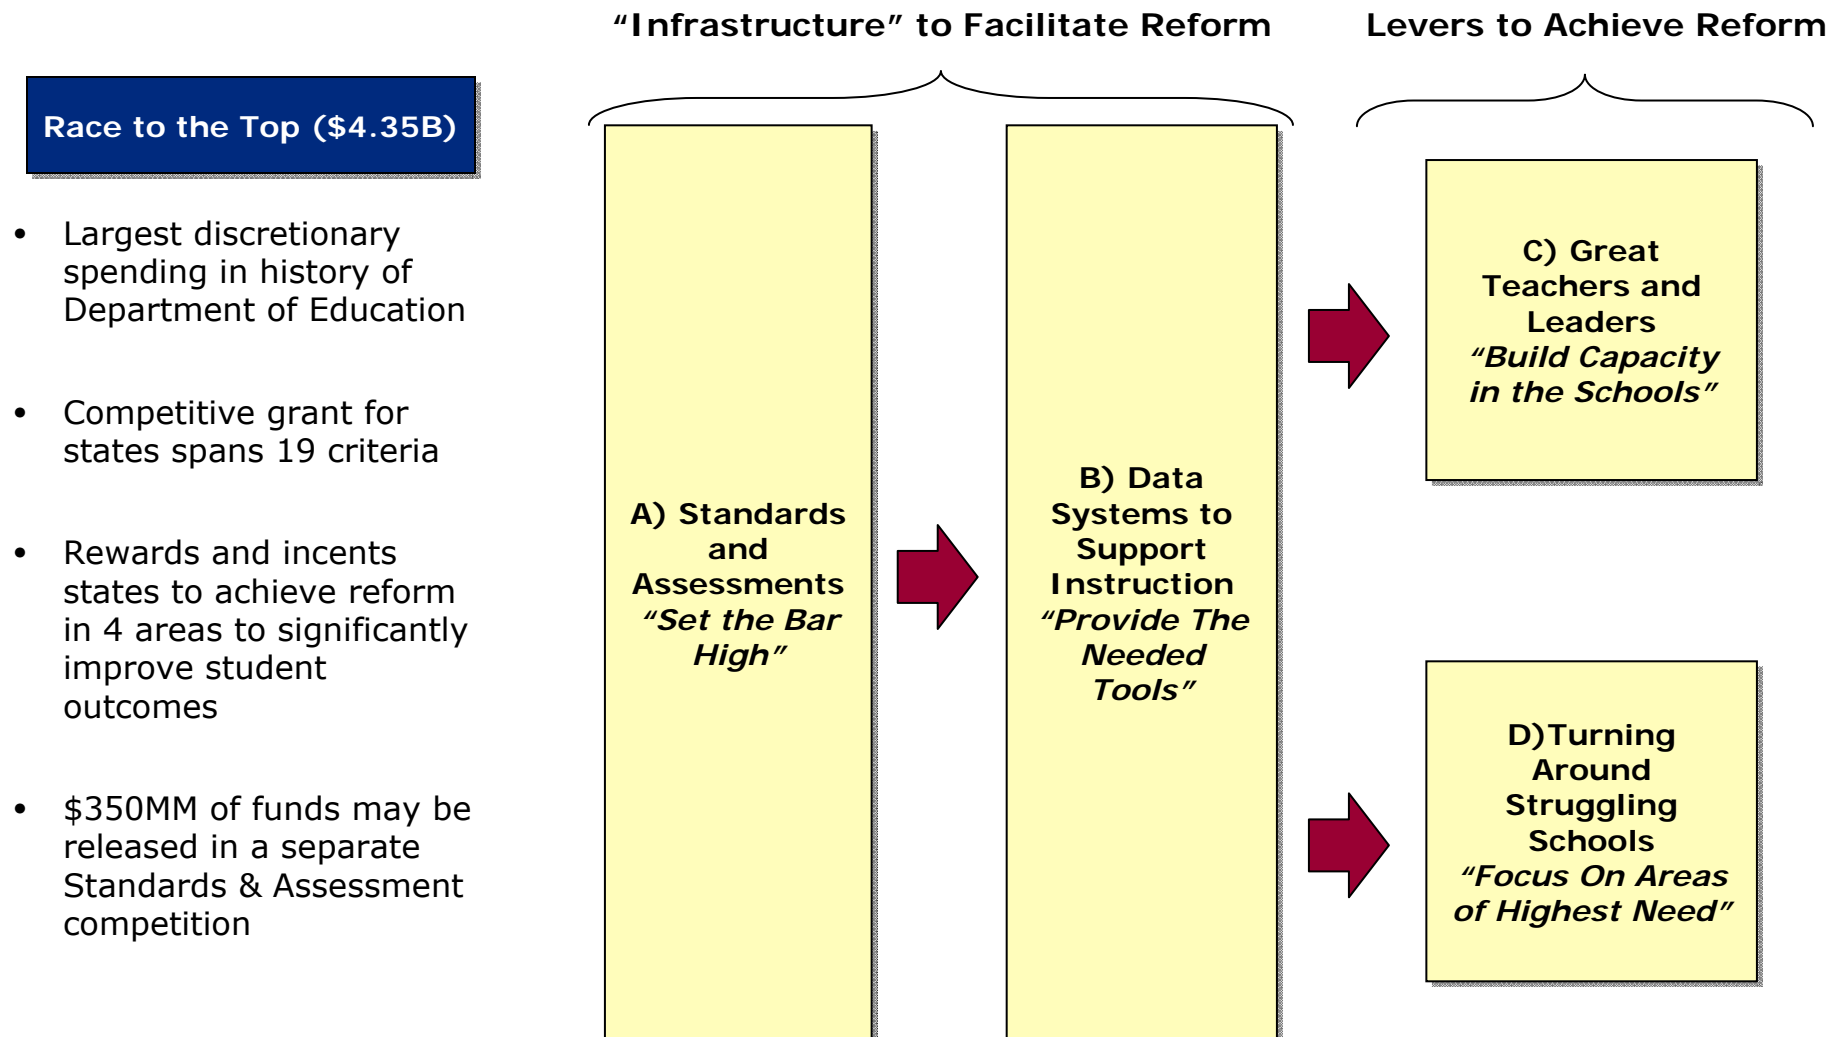 “Infrastructure” to Facilitate Reform
Levers to Achieve Reform
Race to the Top ($4.35B)
• Largest discretionary
spending in history of
Department of Education
• Competitive grant for
states spans 19 criteria
• Rewards and incents
states to achieve reform
in 4 areas to significantly
improve student
outcomes
• $350MM of funds may be
released in a separate
Standards & Assessment
competition
A) Standards
and
Assessments
“Set the Bar
High”
B) Data
Systems to
Support
Instruction
“Provide The
Needed
Tools”
C) Great
Teachers and
Leaders
“Build Capacity
in the Schools”
D)Turning
Around
Struggling
Schools
“Focus On Areas
of Highest Need”